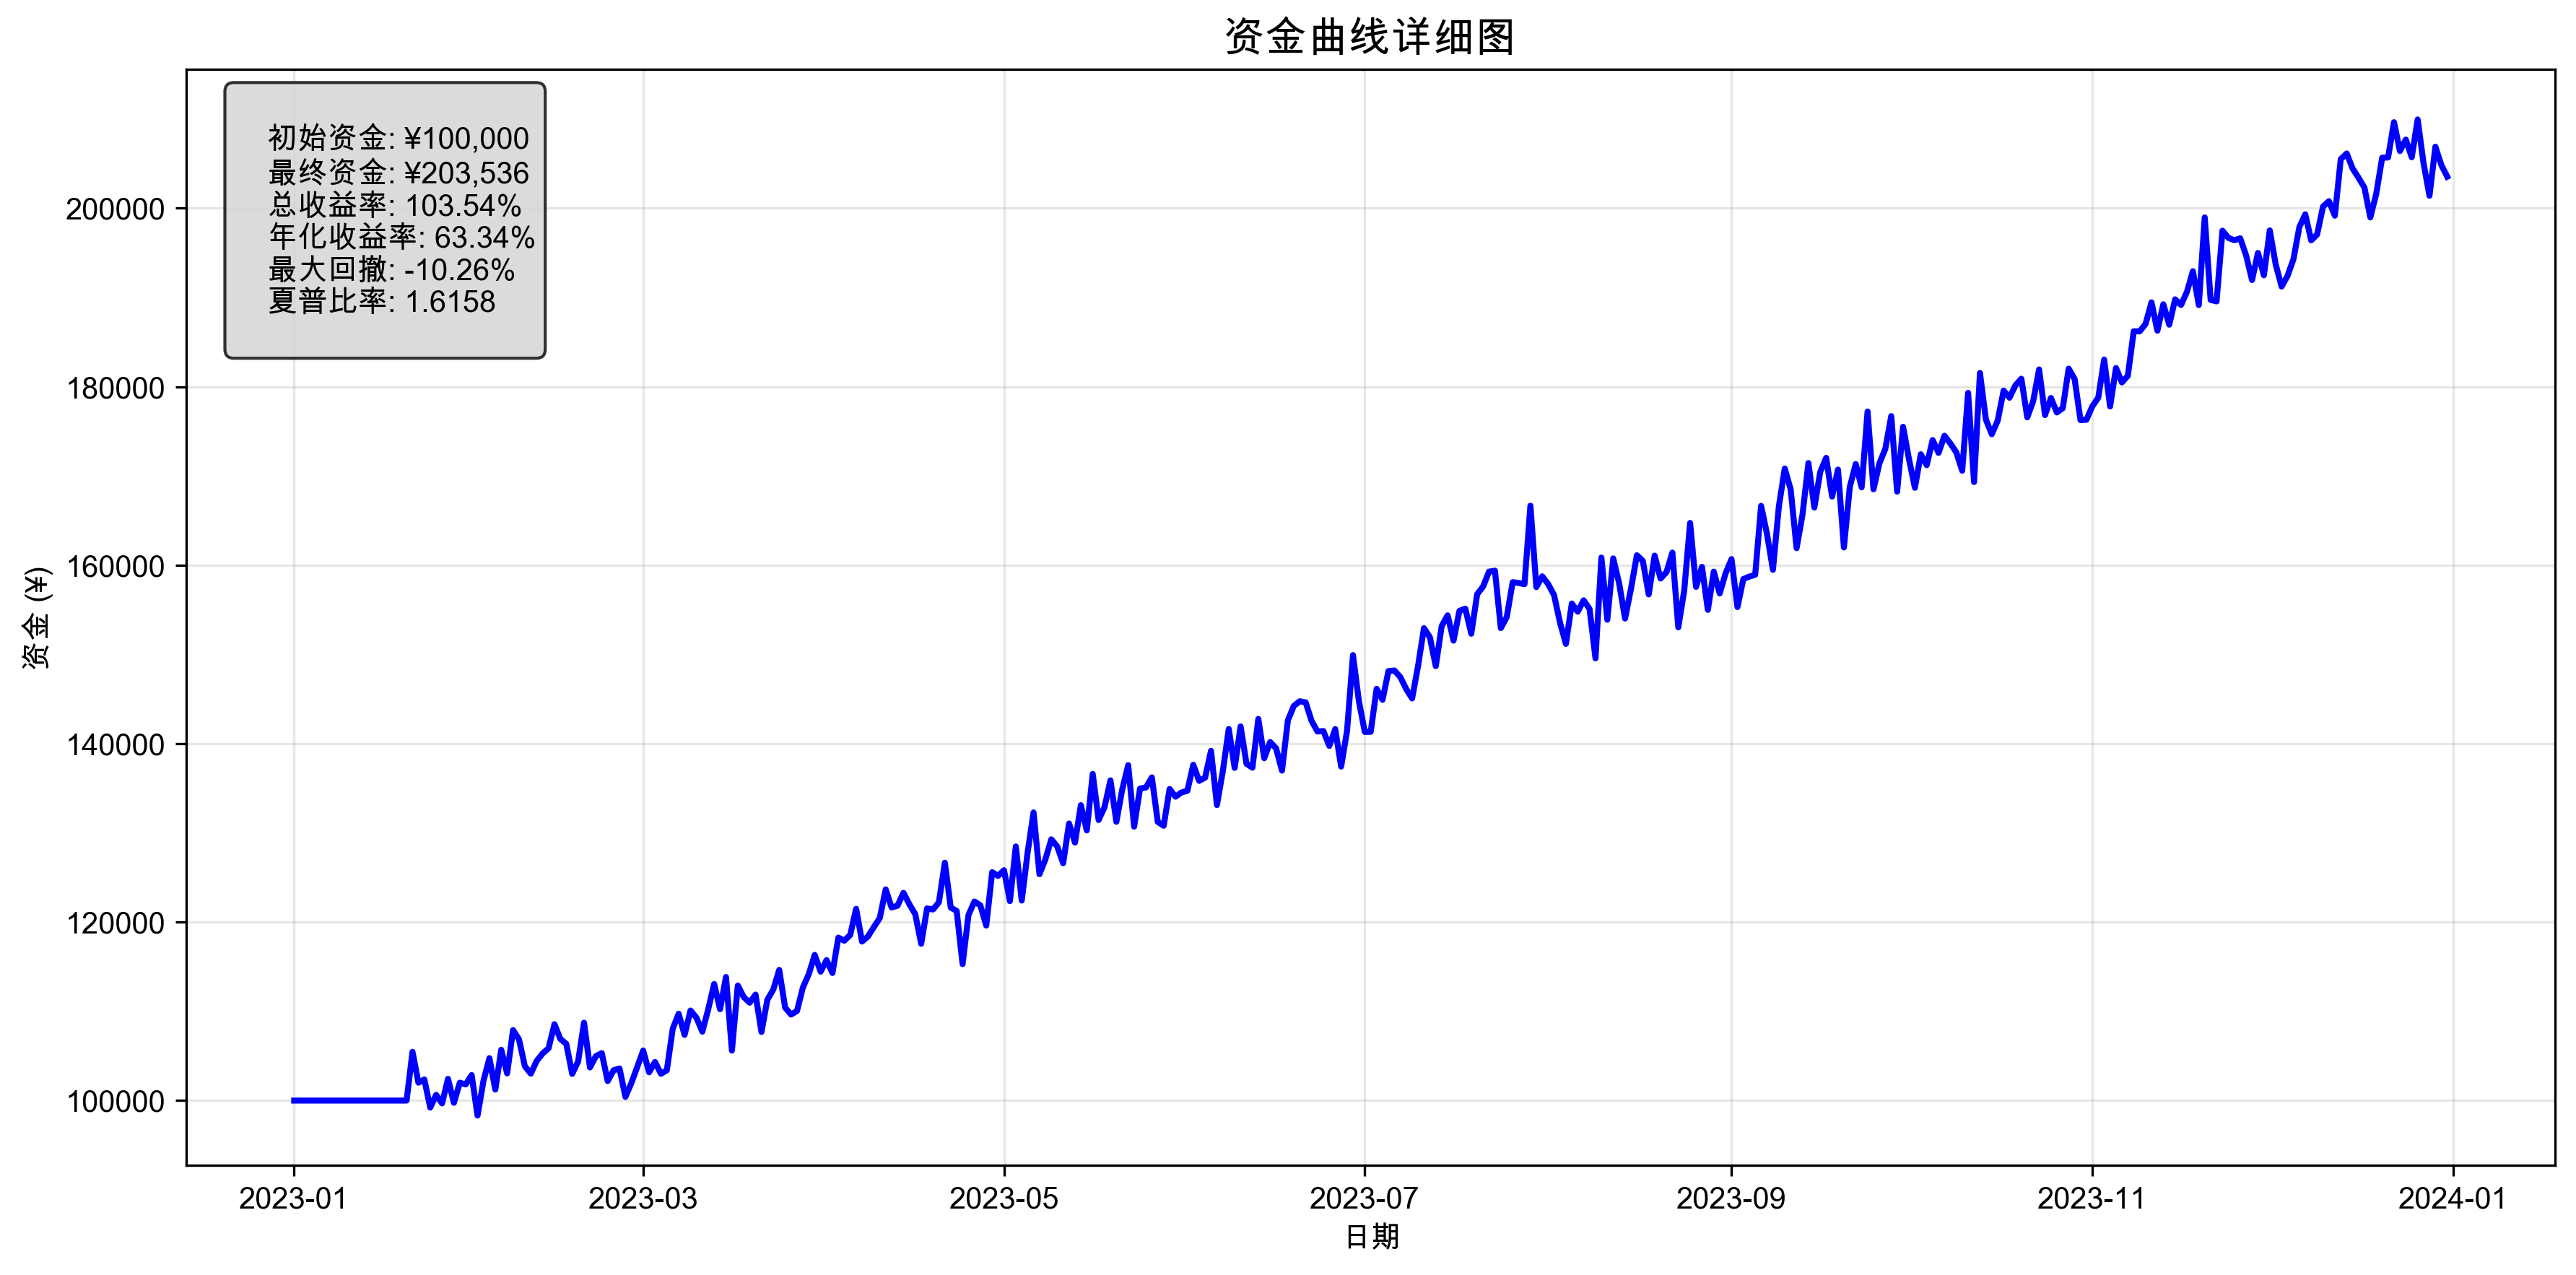 资金曲线详细图
初始资金: ¥100,000
最终资金: ¥203,536
总收益率: 103.54%
年化收益率: 63.34%
最大回撤: -10.26%
夏普比率: 1.6158
200000
180000
160000
140000
120000
100000
资金 (¥)
2023-01
2023-03
2023-05
2023-07
2023-09
2023-11
2024-01
日期